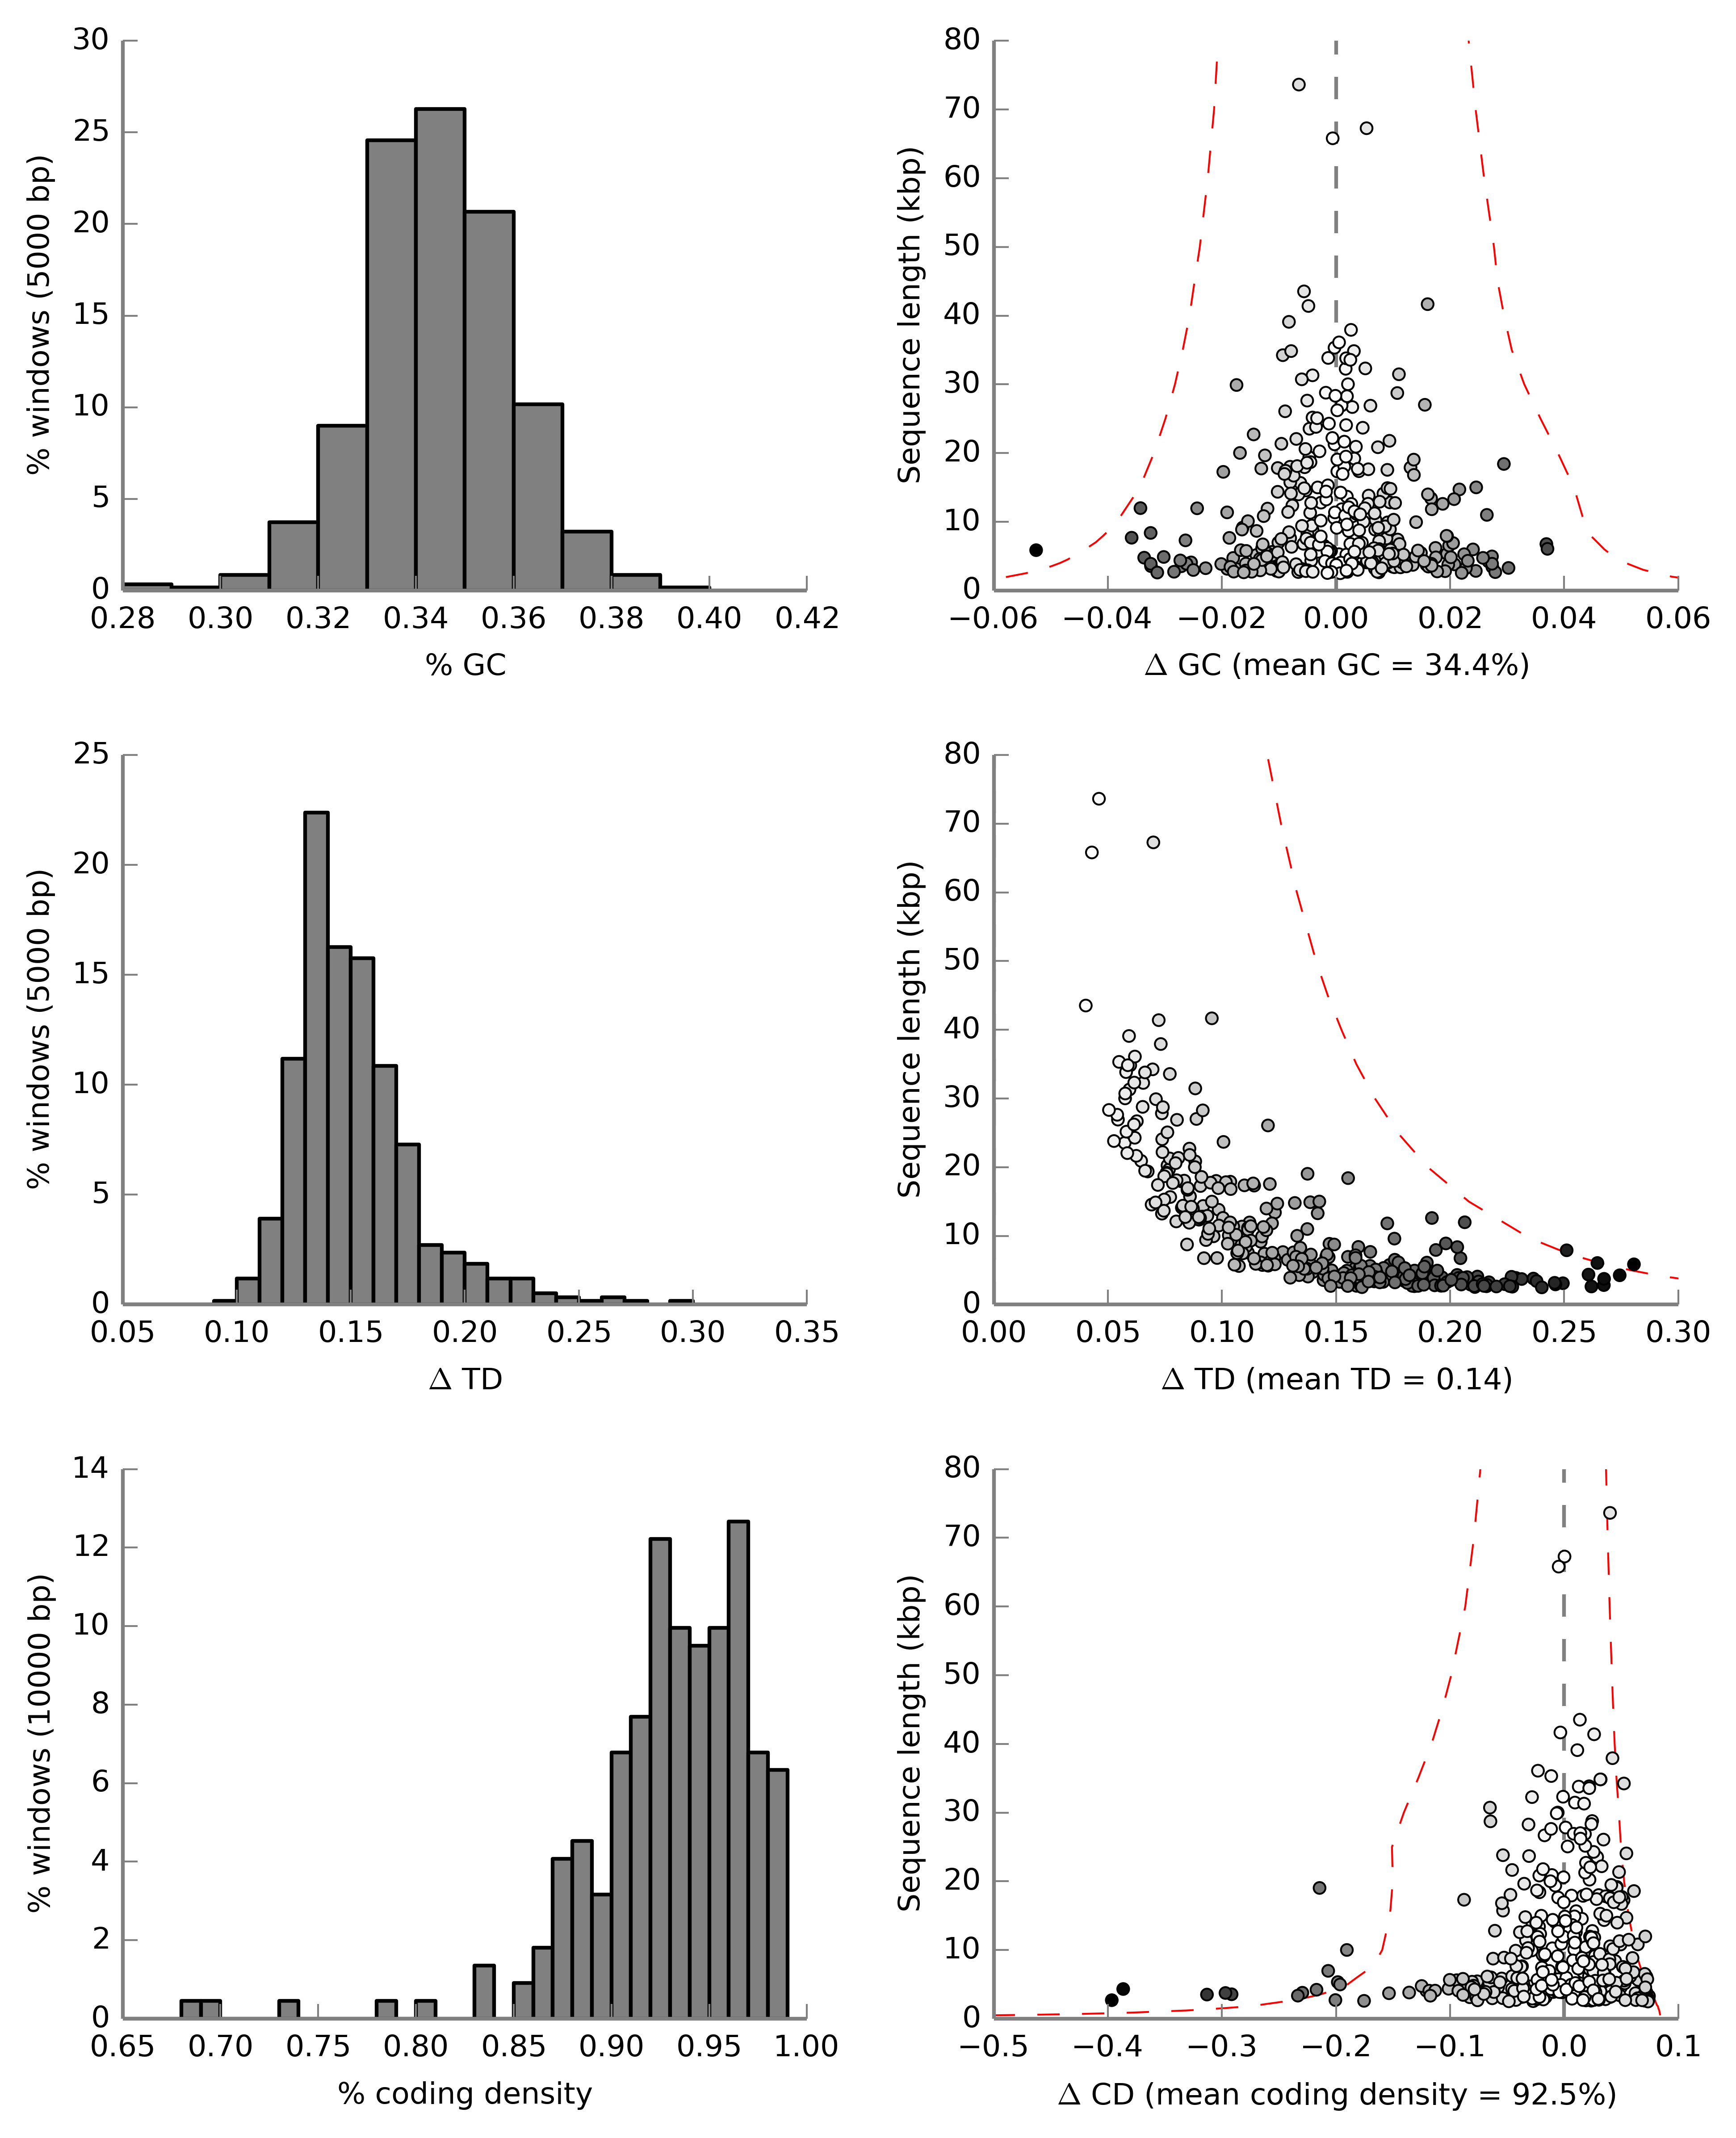 30
25
20
15
10
5
0
% windows (5000 bp)
0.28 0.30 0.32 0.34 0.36 0.38 0.40 0.42
% GC
80
70
60
50
40
30
20
10
0
Sequence length (kbp)
−0.06 −0.04 −0.02 0.00 0.02 0.04 0.06
Δ GC (mean GC = 34.4%)
25
20
15
10
5
0
% windows (5000 bp)
0.05 0.10 0.15 0.20 0.25 0.30 0.35
Δ TD
80
70
60
50
40
30
20
10
0
Sequence length (kbp)
0.00 0.05 0.10 0.15 0.20 0.25 0.30
Δ TD (mean TD = 0.14)
14
12
10
8
6
4
2
0
% windows (10000 bp)
0.65 0.70 0.75 0.80 0.85 0.90 0.95 1.00
% coding density
80
70
60
50
40
30
20
10
0
Sequence length (kbp)
−0.5 −0.4 −0.3 −0.2 −0.1 0.0 0.1
Δ CD (mean coding density = 92.5%)